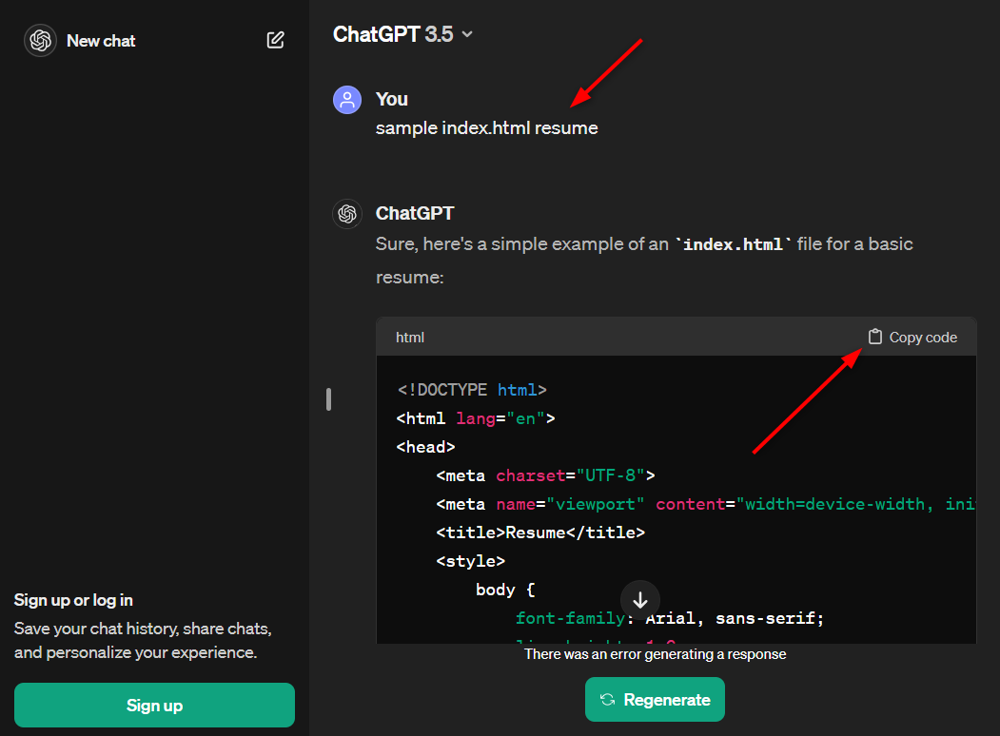 New chat
ChatGPT 3.5
You
sample index.html resume
ChatGPT
Sure, here's a simple example of an `index.html` file for a basic
resume:
html
Copy code
<!DOCTYPE html>
<html lang="en">
<head>
    <meta charset="UTF-8">
    <meta name="viewport" content="width=device-width, ini
    <title>Resume</title>
    <style>
        body {
            font-family: Arial, sans-serif;
There was an error generating a response
Regenerate
Sign up or log in
Save your chat history, share chats,
and personalize your experience.
Sign up